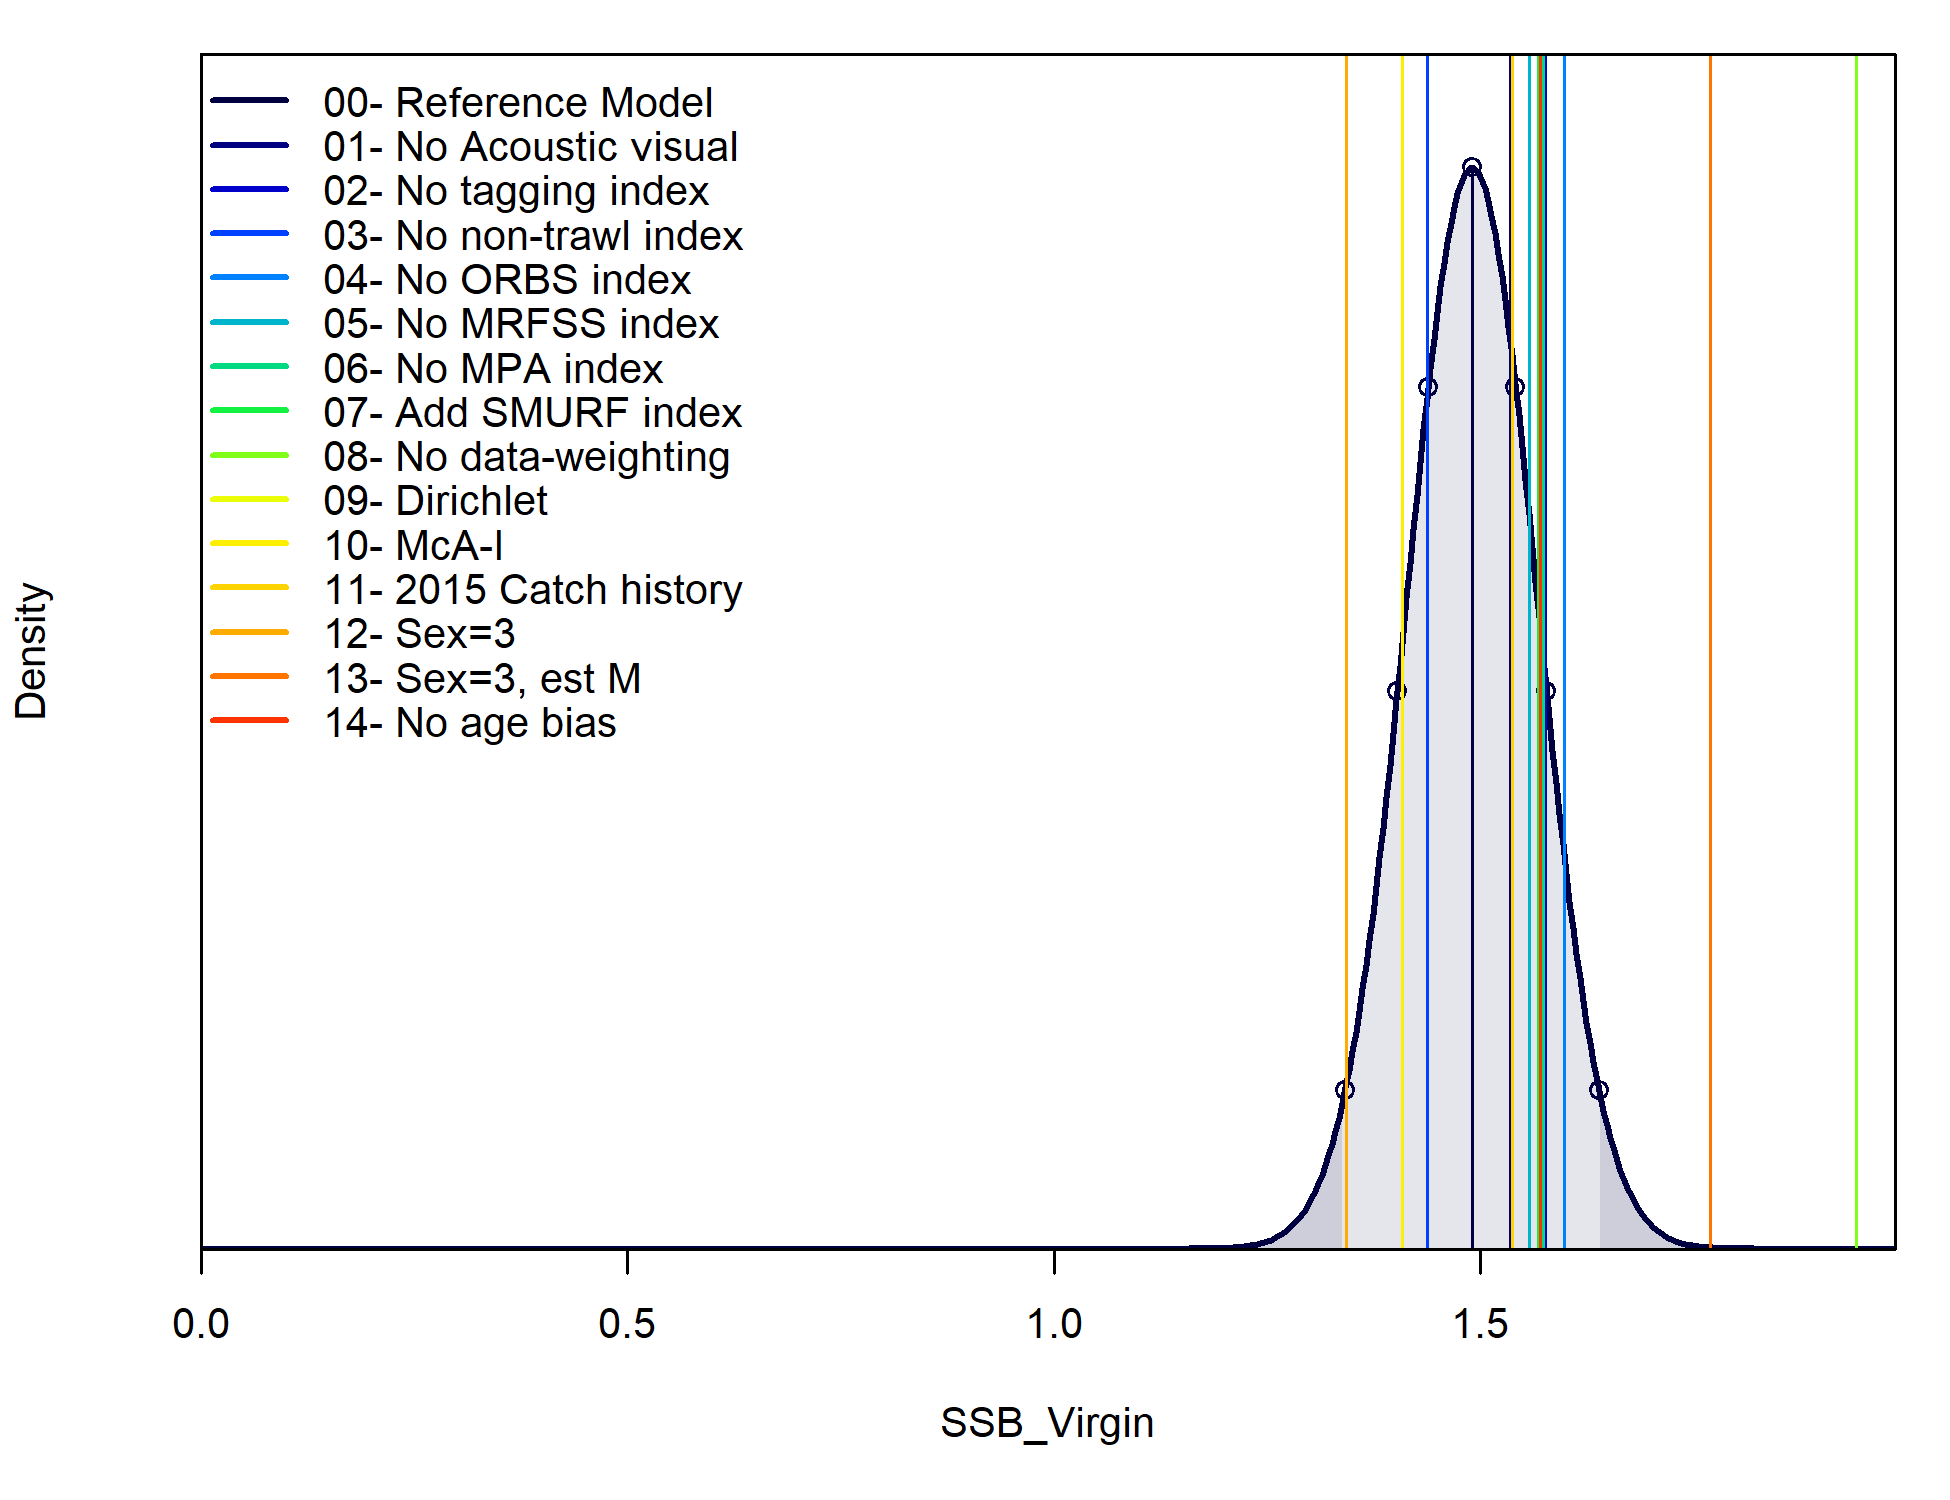 00- Reference Model
01- No Acoustic visual
02- No tagging index
03- No non-trawl index
04- No ORBS index
05- No MRFSS index
06- No MPA index
07- Add SMURF index
08- No data-weighting
09- Dirichlet
10- McA-I
11- 2015 Catch history
12- Sex=3
13- Sex=3, est M
14- No age bias
Density
0.0 0.5 1.0 1.5
SSB_Virgin